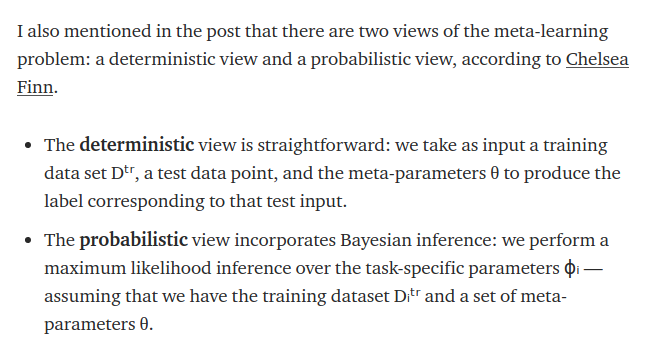 I also mentioned in the post that there are two views of the meta-learning
problem: a deterministic view and a probabilistic view, according to Chelsea
Finn.
• The deterministic view is straightforward: we take as input a training
data set Dᵗʳ, a test data point, and the meta-parameters θ to produce the
label corresponding to that test input.
• The probabilistic view incorporates Bayesian inference: we perform a
maximum likelihood inference over the task-specific parameters ϕᵢ —
assuming that we have the training dataset Dᵢᵗʳ and a set of meta-
parameters θ.